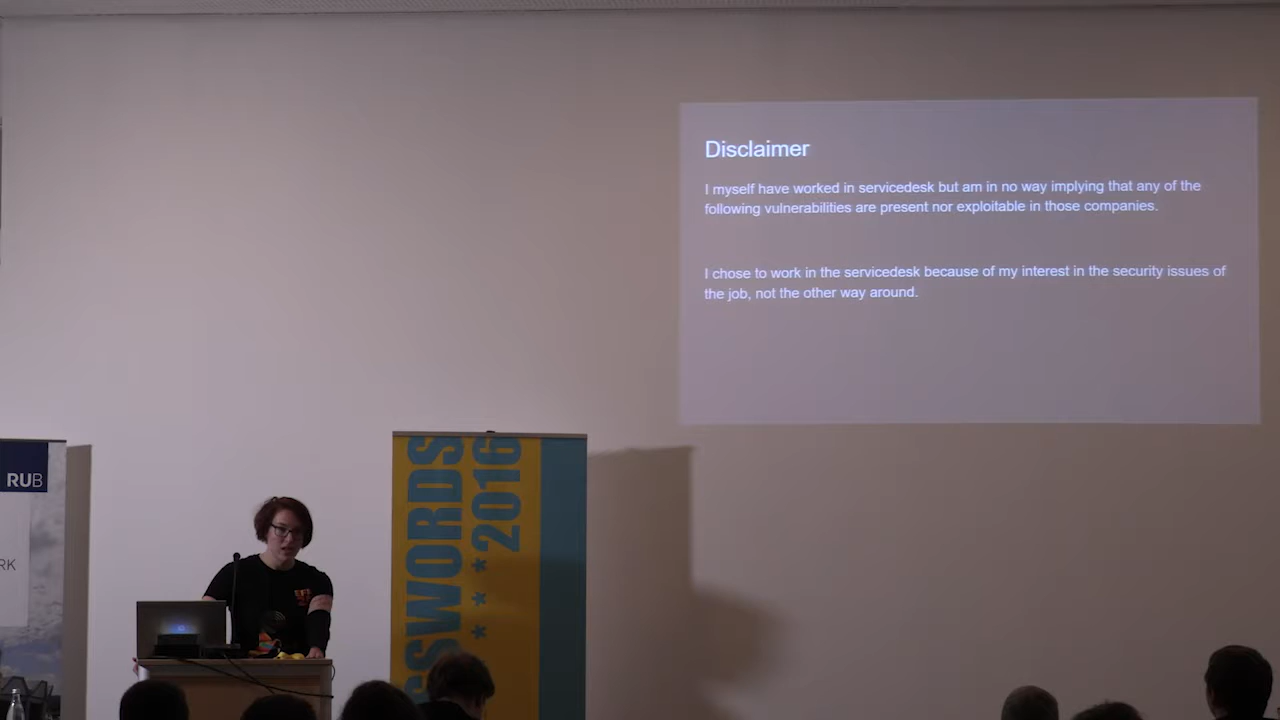 Disclaimer
I myself have worked in servicedesk but am in no way implying that any of the
following vulnerabilities are present nor exploitable in those companies.
I chose to work in the servicedesk because of my interest in the security issues of
the job, not the other way around.
RUB
RK
SSWORDS
* * * 2016